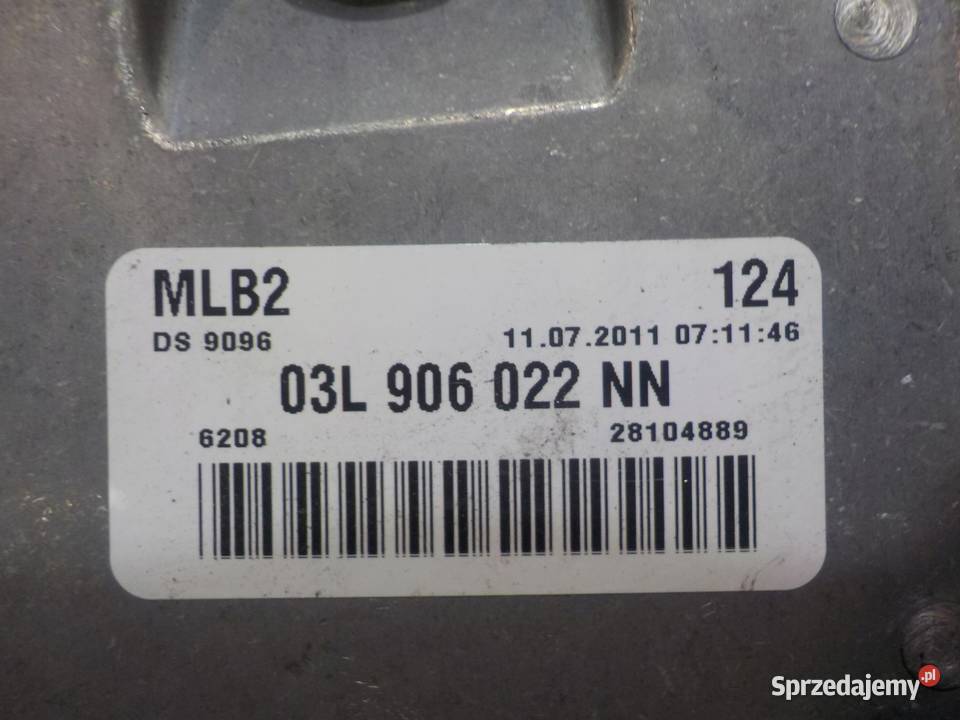 MLB2 124
DS 9096 11.07.2011 07:11:46
03L 906 022 NN
6208 28104889
Sprzedajemy.pl